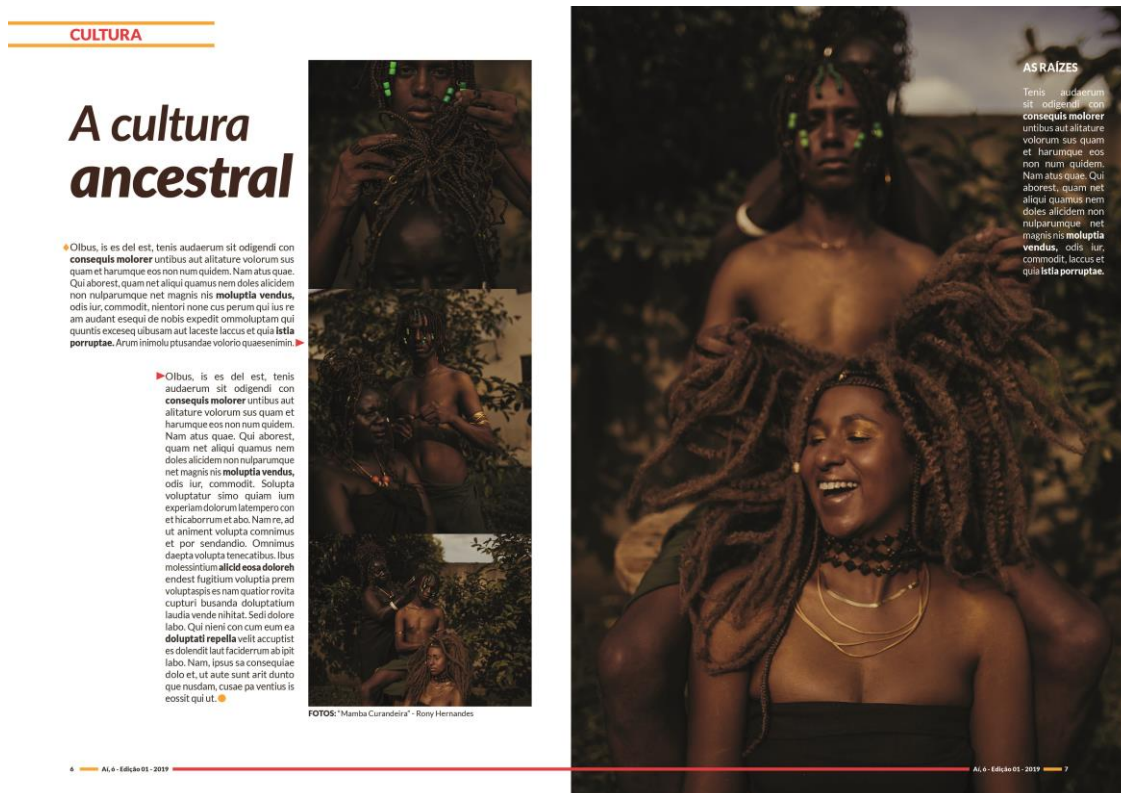 CULTURA
A cultura
ancestral
Olbus, is es del est, tenis audaerum sit odigendi con
consequis molorer untibus aut alitature volorum sus
quam et harumque eos non num quidem. Nam atus quae.
Qui aborest, quam net aliqui quamus nem doles alicidem
non nulparumque net magnis nis moluptia vendus,
odis iur, commodit, nientori none cus perum qui ius re
am audant esequi de nobis expedit ommoluptam qui
quuntis exceseq uibusam aut laceste laccus et quia istia
porruptae. Arum inimolu ptusandae volorio quaesenimin.
Olbus, is es del est, tenis
audaerum sit odigendi con
consequis molorer untibus aut
alitature volorum sus quam et
harumque eos non num quidem.
Nam atus quae. Qui aborest,
quam net aliqui quamus nem
doles alicidem non nulparumque
net magnis nis moluptia vendus,
odis iur, commodit. Solupta
voluptatur simo quiam ium
experiam dolorum latempero con
et hicaborrum et abo. Nam re, ad
ut animent volupta comnimus
et por sendandio. Omnimus
daepta volupta tenecatibus. Ibus
molessintium alicid eosa doloreh
endest fugitium voluptia prem
voluptaspis es nam quatior rovita
cupturi busanda doluptatium
laudia vende nihitat. Sedi dolore
labo. Qui nieni con cum eum ea
doluptati repella velit accuptist
es dolendit laut faciderrum ab ipit
labo. Nam, ipsus sa consequiae
dolo et, ut aute sunt arit dunto
que nusdam, cusae pa ventius is
eossit qui ut.
FOTOS: "Mamba Curandeira" - Rony Hernandes
6 Aí, ó - Edição 01 - 2019
AS RAÍZES
Tenis audaerum
sit odigendi con
consequis molorer
untibus aut alitature
volorum sus quam
et harumque eos
non num quidem.
Nam atus quae. Qui
aborest, quam net
aliqui quamus nem
doles alicidem non
nulparumque net
magnis nis moluptia
vendus, odis iur,
commodit, laccus et
quia istia porruptae.
Aí, ó - Edição 01 - 2019 7